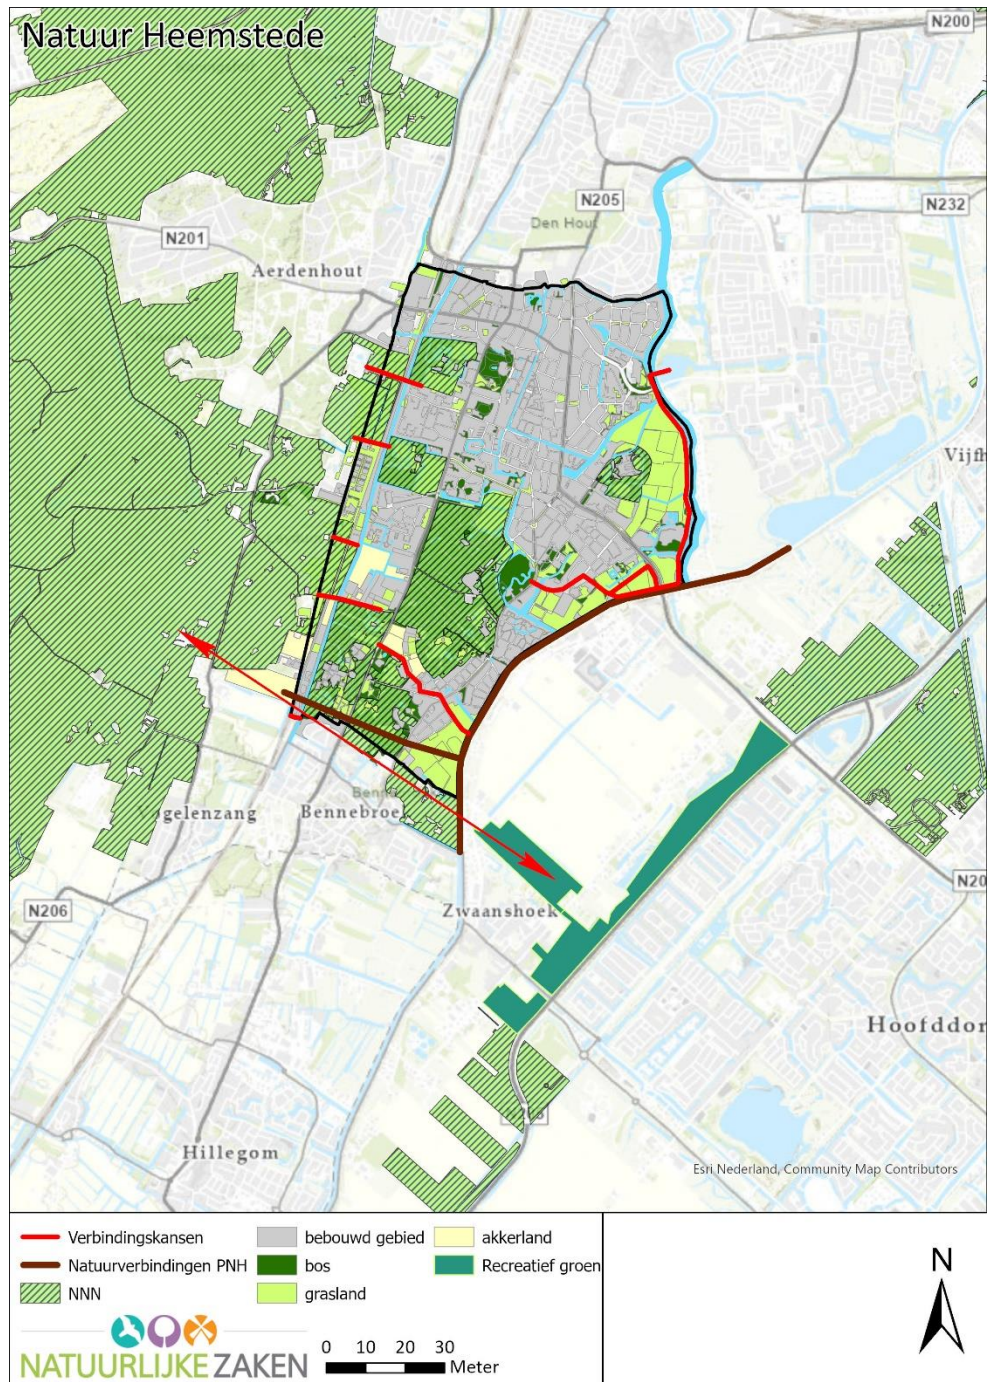 Natuur Heemstede
N200
N205
Den Hout
N232
N201
Aerdenhout
Vijfh
gelenzang
Bennebroek
N206
Zwaanshoek
N20
Hoofddor
Hillegom
Esri Nederland, Community Map Contributors
Verbindingskansen
bebouwd gebied
akkerland
Natuurverbindingen PNH
bos
Recreatief groen
NNN
grasland
N
NATUURLIJKE ZAKEN
0 10 20 30
Meter